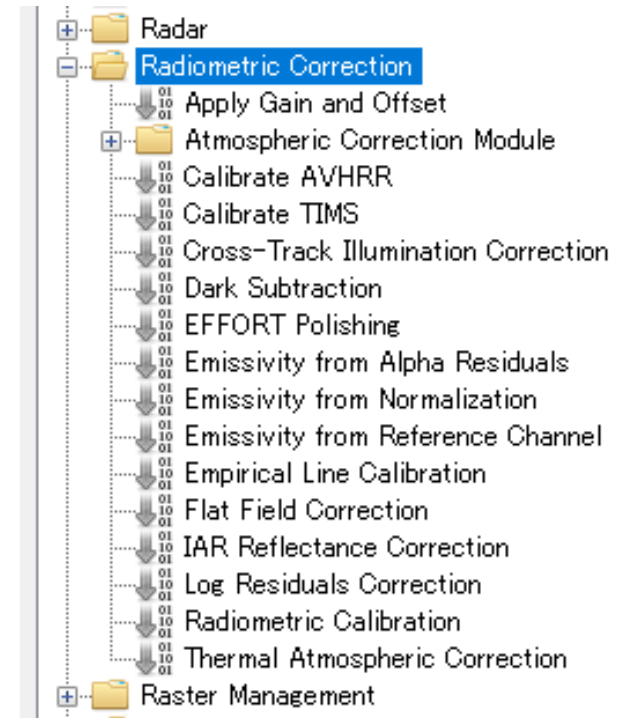 Radar
Radiometric Correction
Apply Gain and Offset
Atmospheric Correction Module
Calibrate AVHRR
Calibrate TIMS
Cross-Track Illumination Correction
Dark Subtraction
EFFORT Polishing
Emissivity from Alpha Residuals
Emissivity from Normalization
Emissivity from Reference Channel
Empirical Line Calibration
Flat Field Correction
IAR Reflectance Correction
Log Residuals Correction
Radiometric Calibration
Thermal Atmospheric Correction
Raster Management